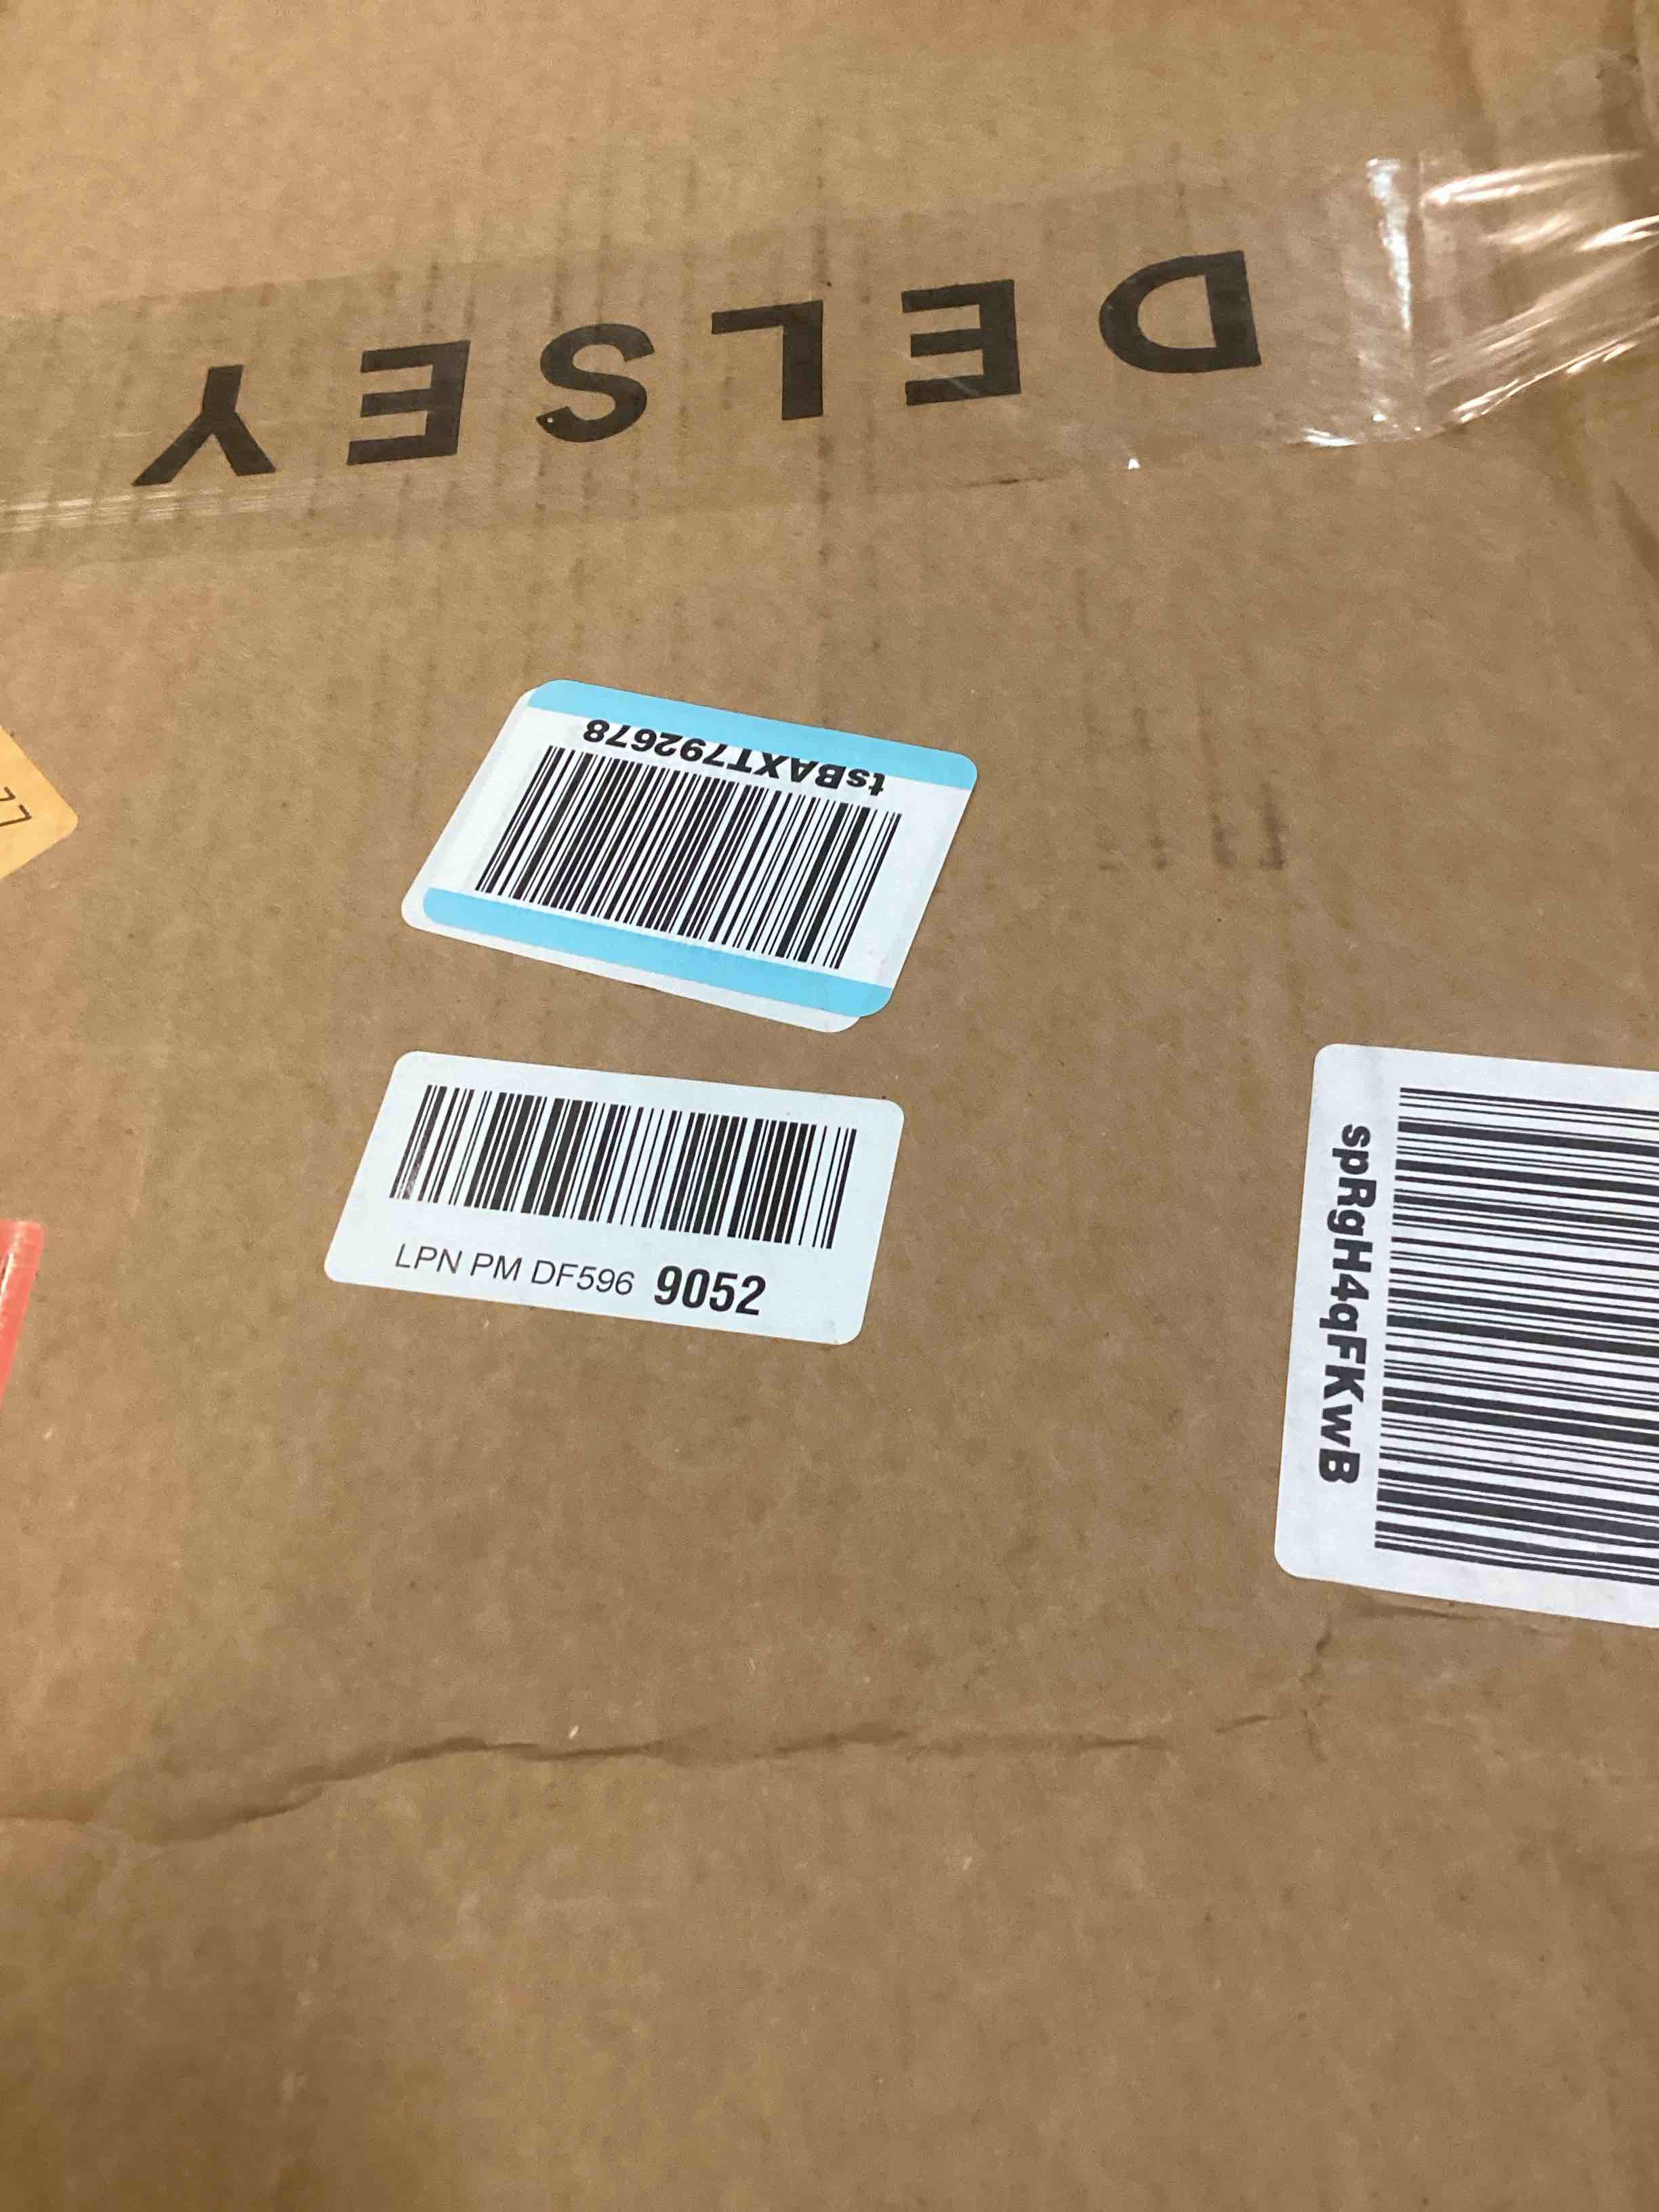 DELSEY
tsBAXT792678
LPN PM DF596 9052
spRgH4qFKwB